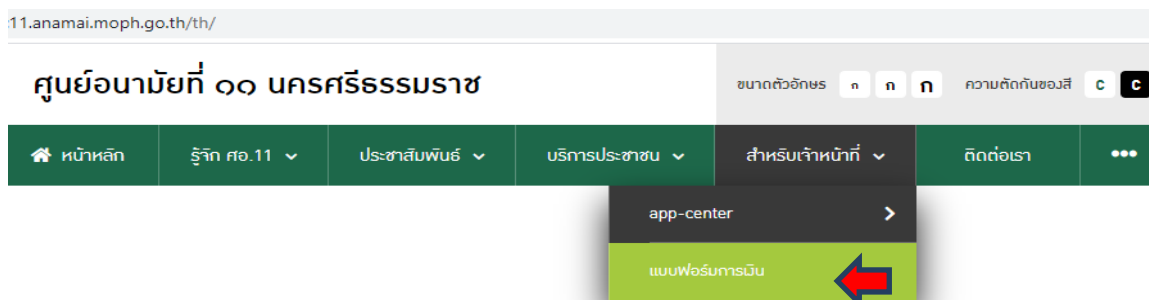 11.anamai.moph.go.th/th/
ศูนย์อนามัยที่ ๑๑ นครศรีธรรมราช
ขนาดตัวอักษร ก ก ก ความตัดกันของสี C C
หน้าหลัก รู้จัก ศอ.11 ประชาสัมพันธ์ บริการประชาชน สำหรับเจ้าหน้าที่ ติดต่อเรา
app-center
แบบฟอร์มการเงิน